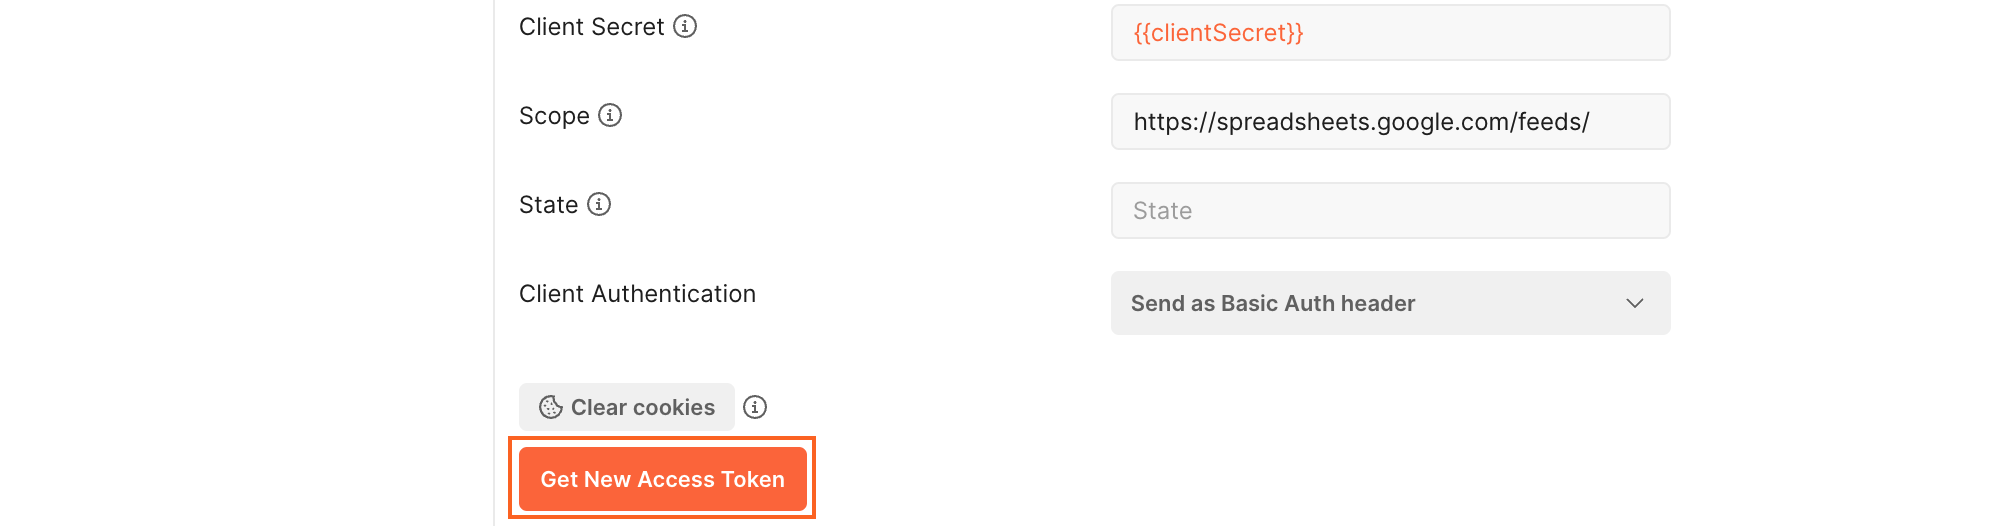 Client Secret
{{clientSecret}}
Scope
https://spreadsheets.google.com/feeds/
State
State
Client Authentication
Send as Basic Auth header
Clear cookies
Get New Access Token